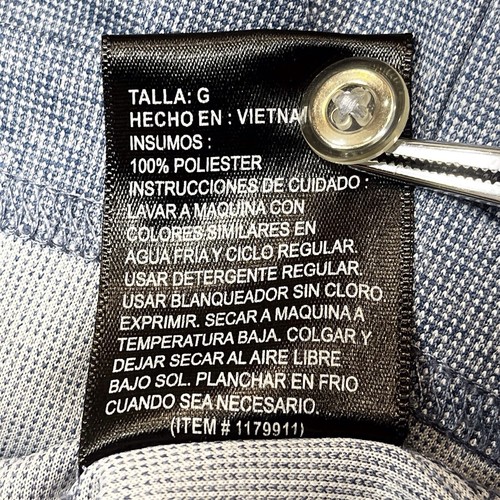 TALLA: G
HECHO EN : VIETNA
INSUMOS :
100% POLIESTER
INSTRUCCIONES DE CUIDADO :
LAVAR A MAQUINA CON
COLORES SIMILARES EN
AGUA FRIA Y CICLO REGULAR.
USAR DETERGENTE REGULAR.
USAR BLANQUEADOR SIN CLORO.
EXPRIMIR. SECAR A MAQUINA A
TEMPERATURA BAJA. COLGAR Y
DEJAR SECAR AL AIRE LIBRE
BAJO SOL. PLANCHAR EN FRIO
CUANDO SEA NECESARIO.
(ITEM # 1179911)